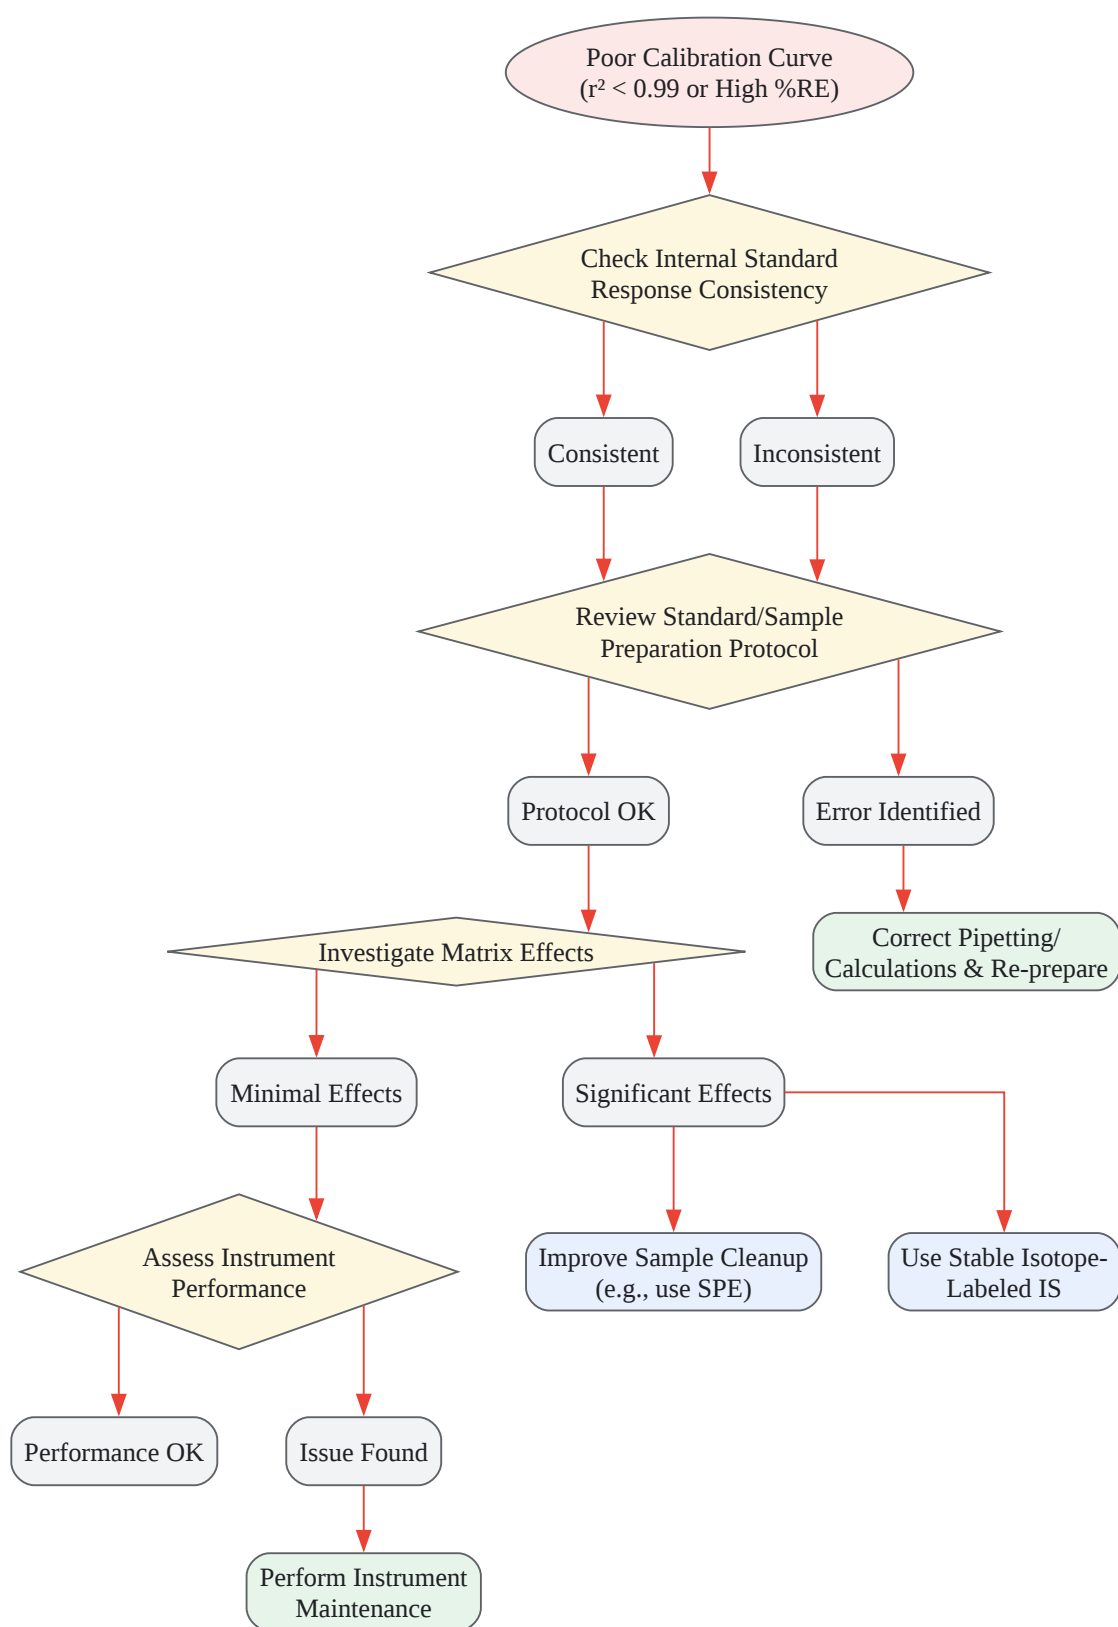 Poor Calibration Curve
(r² < 0.99 or High %RE)
Check Internal Standard
Response Consistency
Consistent
Inconsistent
Review Standard/Sample
Preparation Protocol
Protocol OK
Error Identified
Correct Pipetting/
Calculations & Re-prepare
Investigate Matrix Effects
Minimal Effects
Significant Effects
Assess Instrument
Performance
Improve Sample Cleanup
(e.g., use SPE)
Use Stable Isotope-
Labeled IS
Performance OK
Issue Found
Perform Instrument
Maintenance